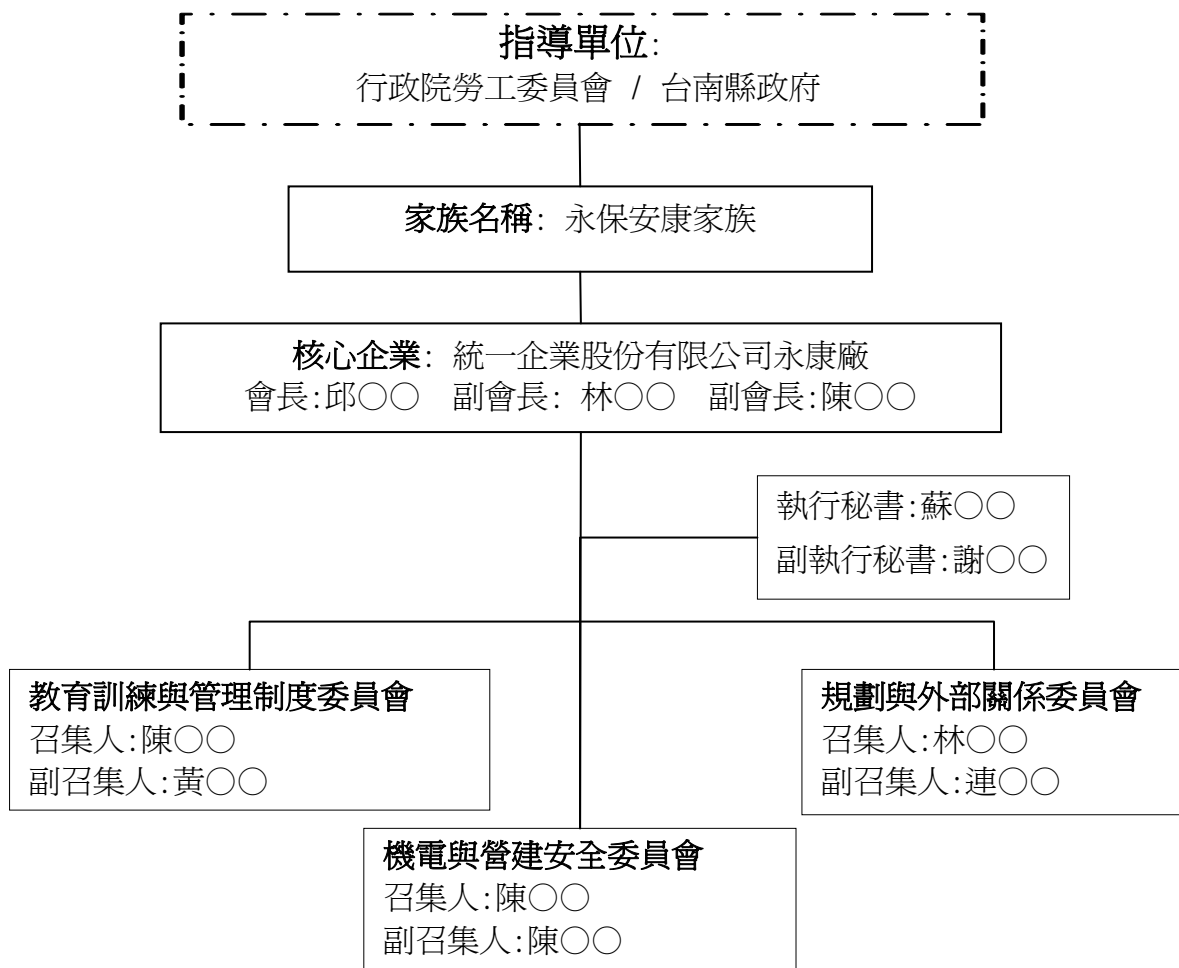 指導單位:
行政院勞工委員會 / 台南縣政府
家族名稱: 永保安康家族
核心企業: 統一企業股份有限公司永康廠
會長:邱○○ 副會長: 林○○ 副會長:陳○○
執行秘書:蘇○○
副執行秘書:謝○○
教育訓練與管理制度委員會
召集人:陳○○
副召集人:黃○○
規劃與外部關係委員會
召集人:林○○
副召集人:連○○
機電與營建安全委員會
召集人:陳○○
副召集人:陳○○